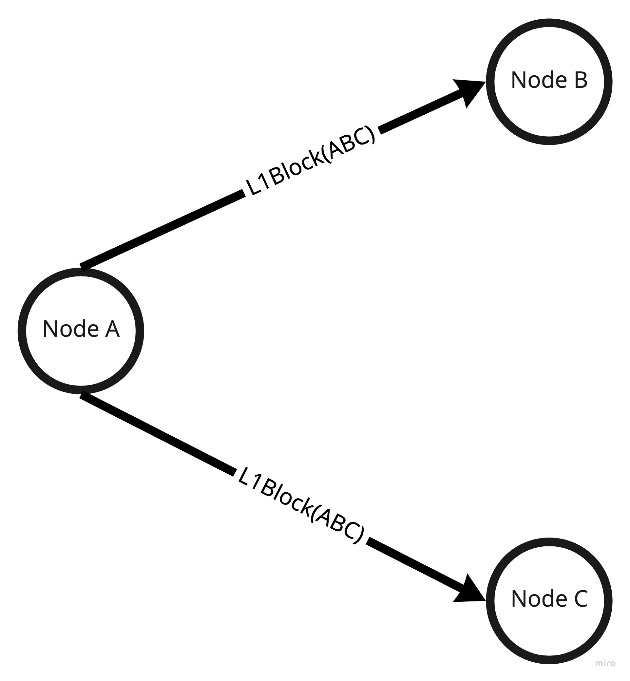 Node B
L1Block(ABC)
Node A
L1Block(ABC)
Node C
miro